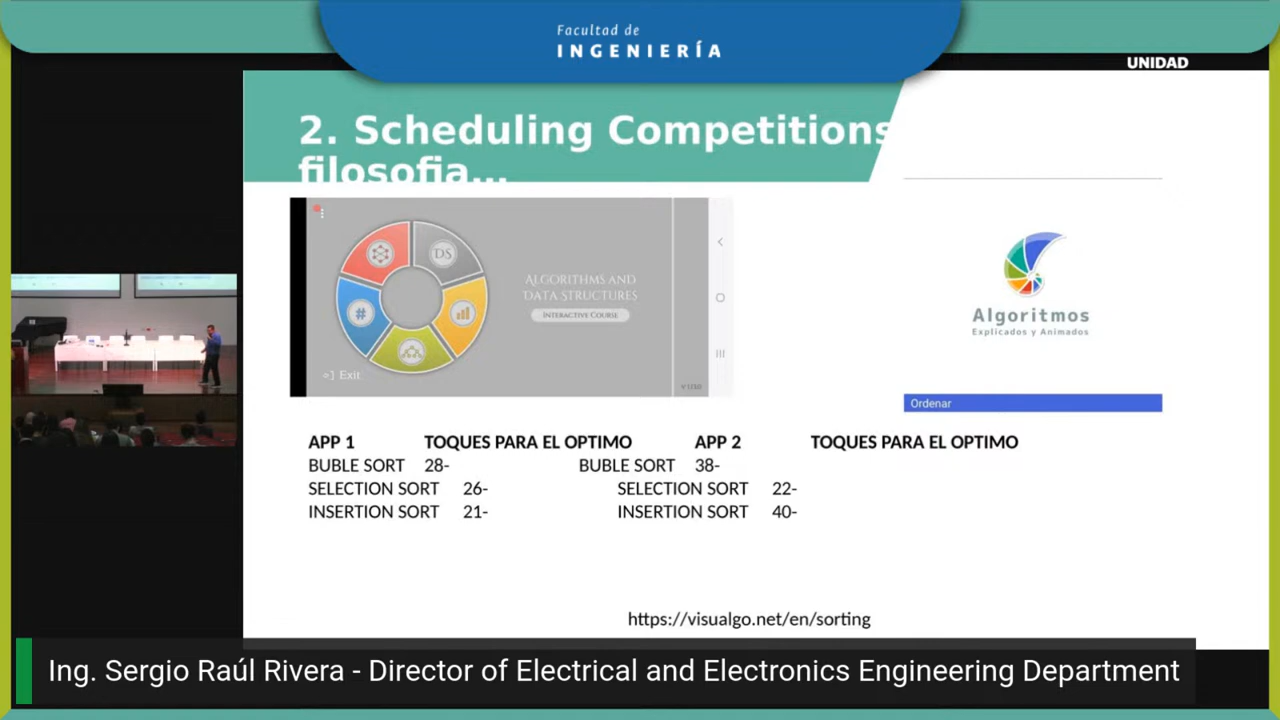 Facultad de
INGENIERÍA
UNIDAD
2. Scheduling Competitions
filosofia...
DS
ALGORITHMS AND
DATA STRUCTURES
INTERACTIVE COURSE
#
Exit
V 1.1.50
Algoritmos
Explicados y Animados
Ordenar
APP 1 TOQUES PARA EL OPTIMO APP 2 TOQUES PARA EL OPTIMO
BUBLE SORT 28- BUBLE SORT 38-
SELECTION SORT 26- SELECTION SORT 22-
INSERTION SORT 21- INSERTION SORT 40-
https://visualgo.net/en/sorting
Ing. Sergio Raúl Rivera - Director of Electrical and Electronics Engineering Department